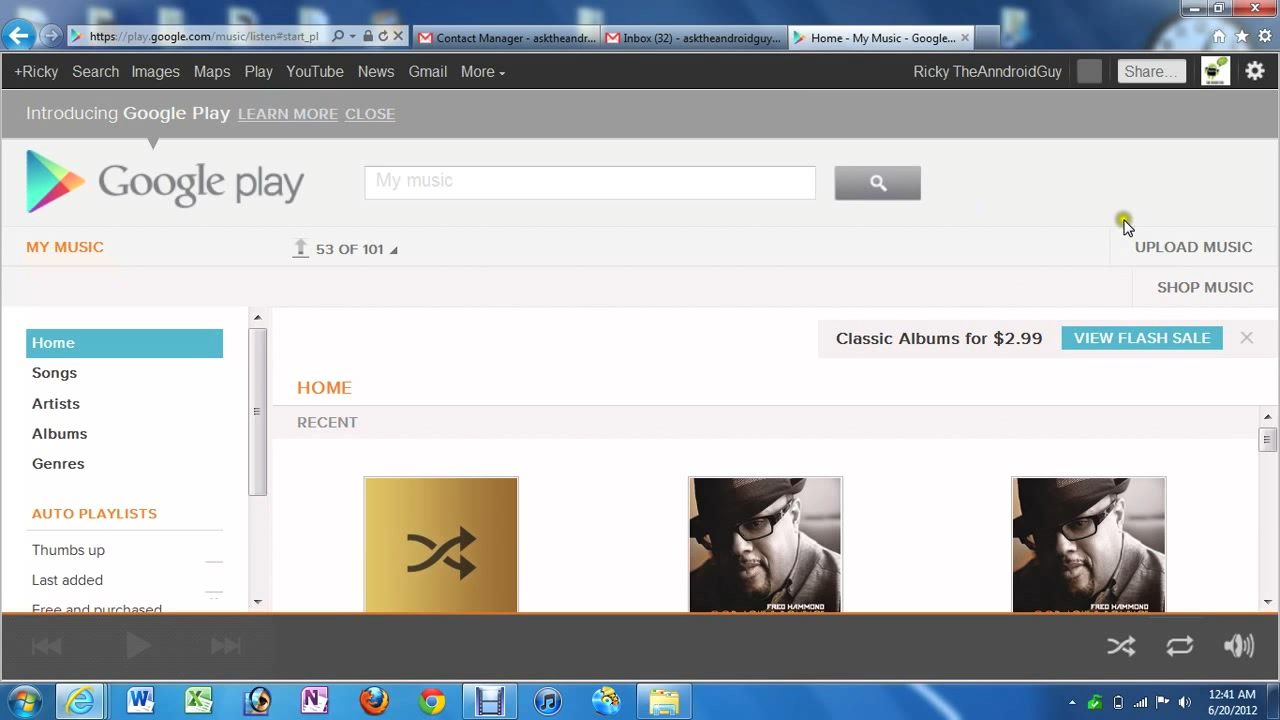 https://play.google.com/music/listen#start_pl
Contact Manager - asktheandr...
Inbox (32) - asktheandroidguy...
Home - My Music - Google...
+Ricky Search Images Maps Play YouTube News Gmail More
Ricky TheAnndroidGuy
Share...
Introducing Google Play LEARN MORE CLOSE
Google play
My music
MY MUSIC
53 OF 101
UPLOAD MUSIC
SHOP MUSIC
Home
Songs
Artists
Albums
Genres
AUTO PLAYLISTS
Thumbs up
Last added
Free and purchased
Classic Albums for $2.99 VIEW FLASH SALE
HOME
RECENT
FRED HAMMOND
FRED HAMMOND
12:41 AM
6/20/2012